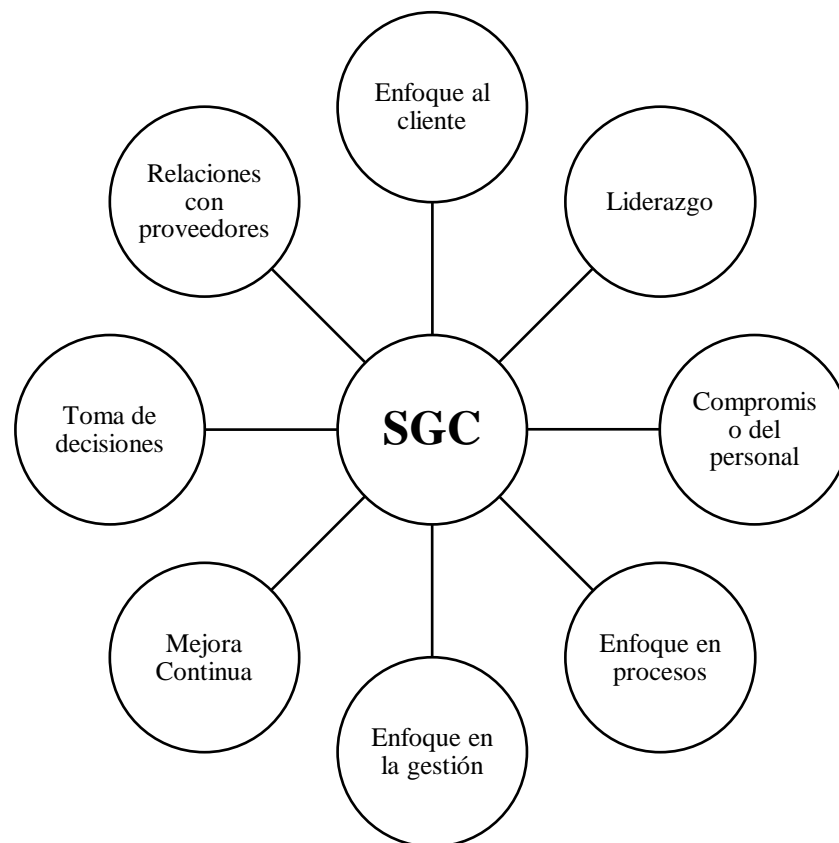 Enfoque al
cliente
Liderazgo
Compromis
o del
personal
Enfoque en
procesos
Enfoque en
la gestión
Mejora
Continua
Toma de
decisiones
Relaciones
con
proveedores
SGC